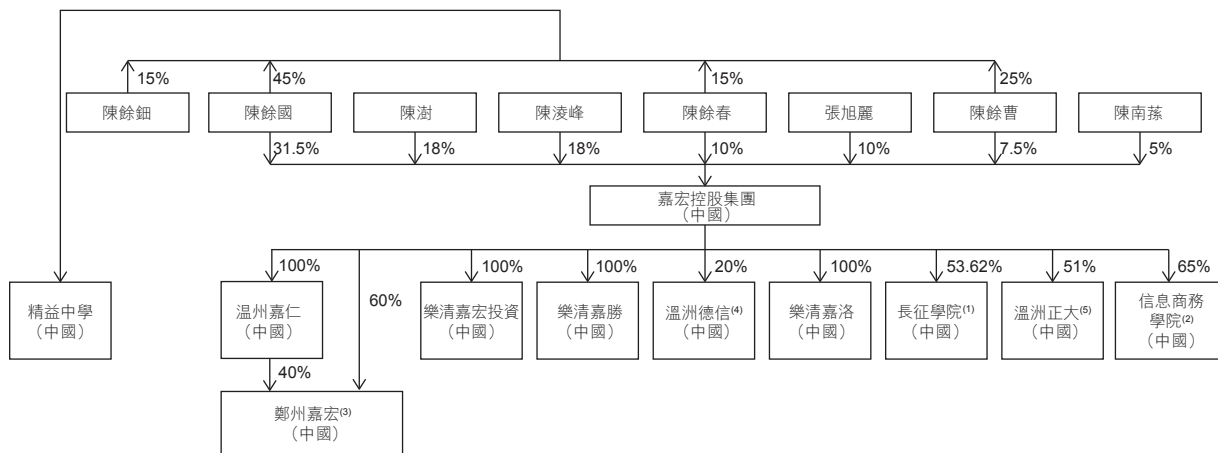 15%
45%
15%
25%
陳餘鈿
陳餘國
陳澍
陳淩峰
陳餘春
張旭麗
陳餘曹
陳南蓀
31.5%
18%
18%
10%
10%
7.5%
5%
嘉宏控股集團
（中國）
100%
60%
100%
100%
20%
100%
53.62%
51%
65%
精益中學
（中國）
温州嘉仁
（中國）
樂清嘉宏投資
（中國）
樂清嘉勝
（中國）
溫洲德信(4)
（中國）
樂清嘉洛
（中國）
長征學院(1)
（中國）
溫洲正大(5)
（中國）
信息商務
學院(2)
（中國）
40%
鄭州嘉宏(3)
（中國）